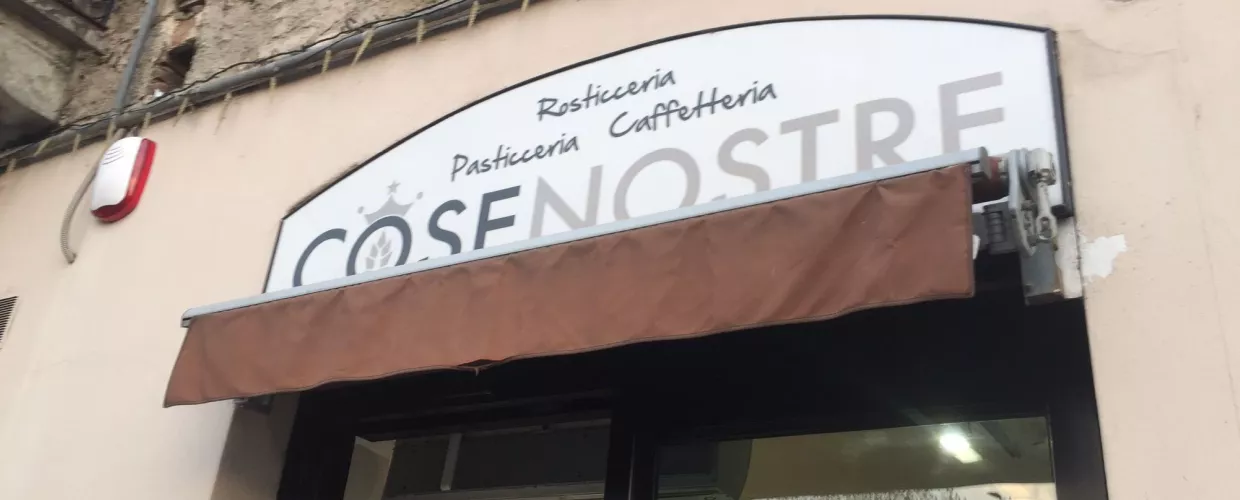 Rosticceria
Pasticceria Caffetteria
COSENOSTRE